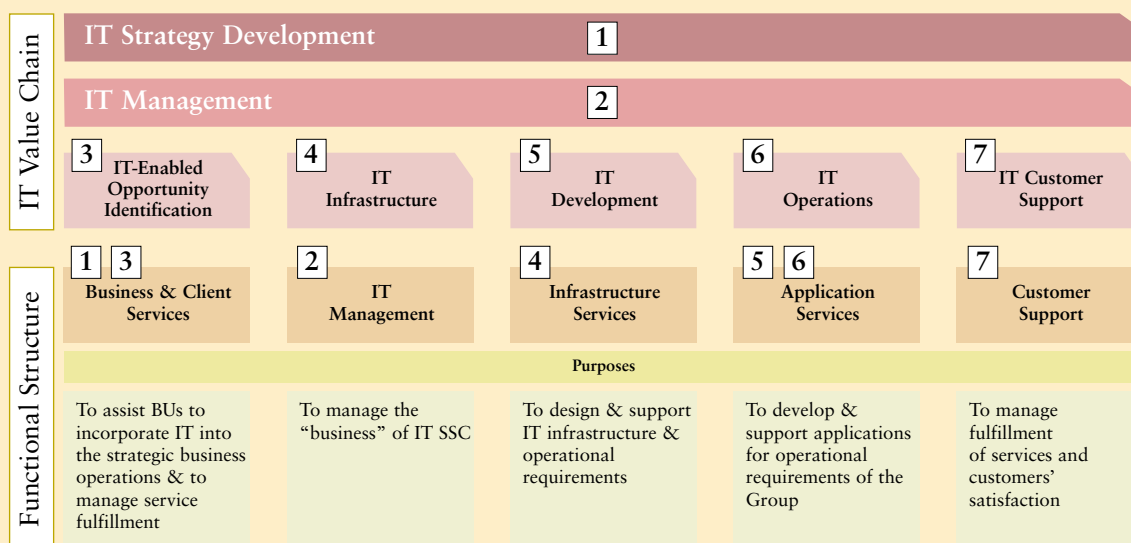 IT Value Chain
IT Strategy Development
1
IT Management
2
3
IT-Enabled
Opportunity
Identification
4
IT
Infrastructure
5
IT
Development
6
IT
Operations
7
IT Customer
Support
Functional Structure
1 3
Business & Client
Services
2
IT
Management
4
Infrastructure
Services
5 6
Application
Services
7
Customer
Support
Purposes
To assist BUs to
incorporate IT into
the strategic business
operations & to
manage service
fulfillment
To manage the
“business” of IT SSC
To design & support
IT infrastructure &
operational
requirements
To develop &
support applications
for operational
requirements of the
Group
To manage
fulfillment
of services and
customers’
satisfaction